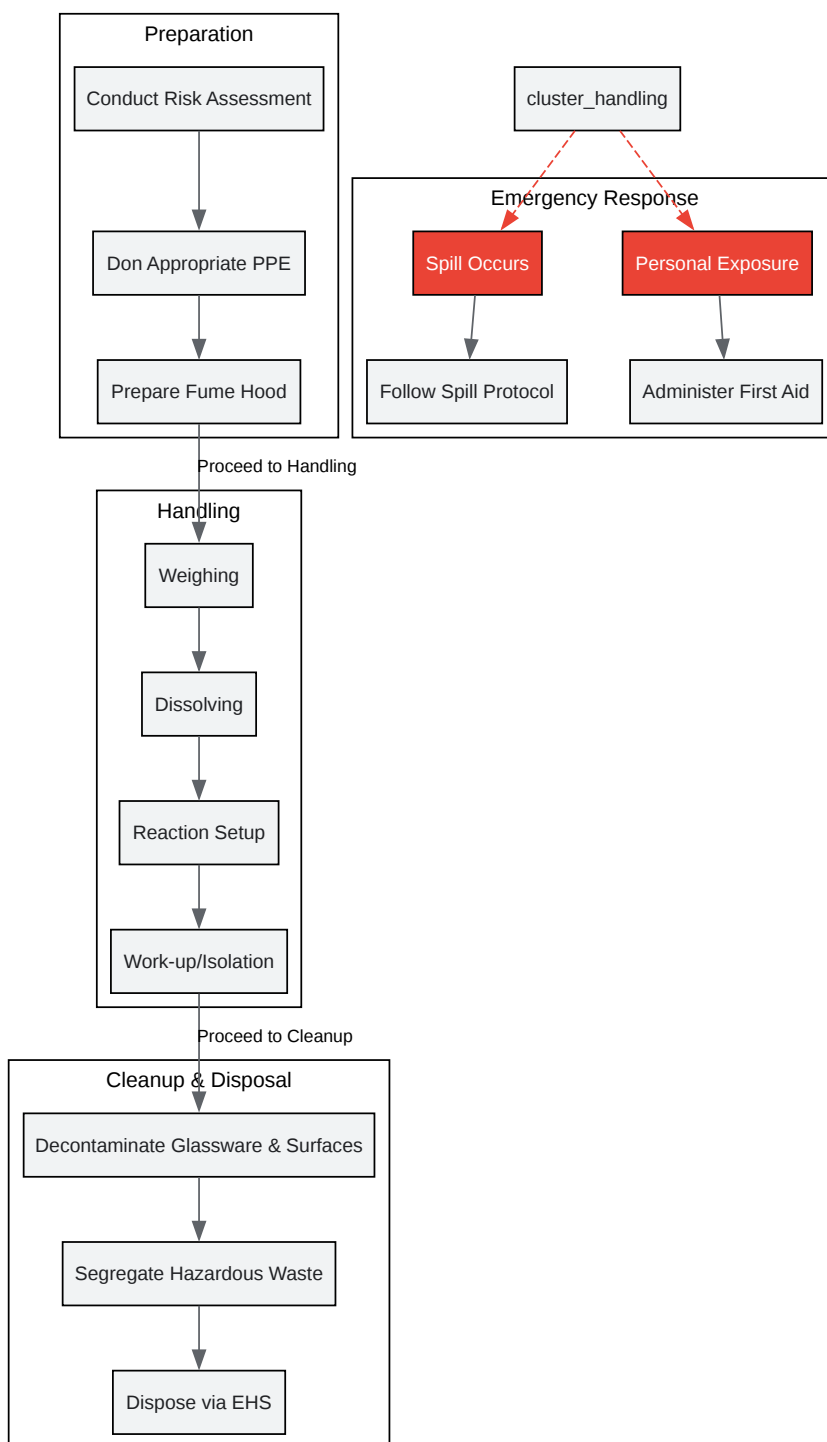 Preparation
Conduct Risk Assessment
Don Appropriate PPE
Prepare Fume Hood
cluster_handling
Emergency Response
Spill Occurs
Personal Exposure
Follow Spill Protocol
Administer First Aid
Proceed to Handling
Handling
Weighing
Dissolving
Reaction Setup
Work-up/Isolation
Proceed to Cleanup
Cleanup & Disposal
Decontaminate Glassware & Surfaces
Segregate Hazardous Waste
Dispose via EHS